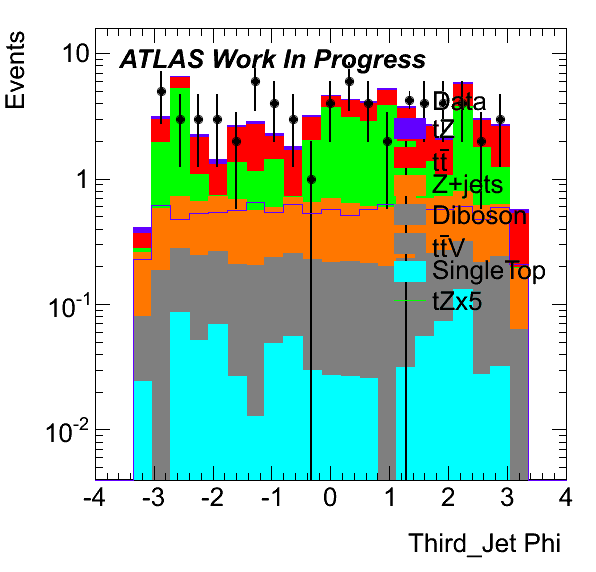 Events
ATLAS Work In Progress
10
1
10⁻¹
10⁻²
Data
tZ
tt̄
Z+jets
Diboson
tt̄V
SingleTop
tZx5
-4 -3 -2 -1 0 1 2 3 4
Third_Jet Phi